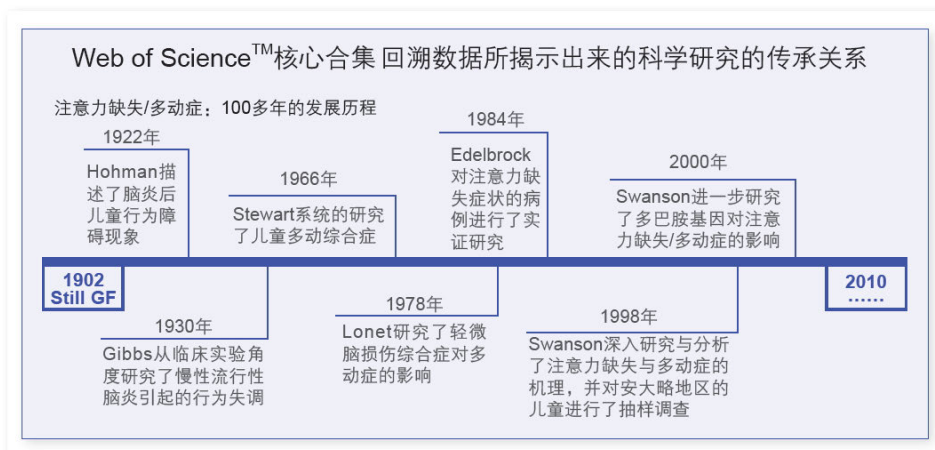 Web of Science™核心合集 回溯数据所揭示出来的科学研究的传承关系
注意力缺失/多动症：100多年的发展历程
1922年
Hohman描
述了脑炎后
儿童行为障
碍现象
1966年
Stewart系统的研究
了儿童多动综合症
1984年
Edelbrock
对注意力缺
失症状的病
例进行了实
证研究
2000年
Swanson进一步研究
了多巴胺基因对注意
力缺失/多动症的影响
1902
Still GF
2010
......
1930年
Gibbs从临床实验角
度研究了慢性流行性
脑炎引起的行为失调
1978年
Lonet研究了轻微
脑损伤综合症对多
动症的影响
1998年
Swanson深入研究与分析
了注意力缺失与多动症的
机理，并对安大略地区的
儿童进行了抽样调查